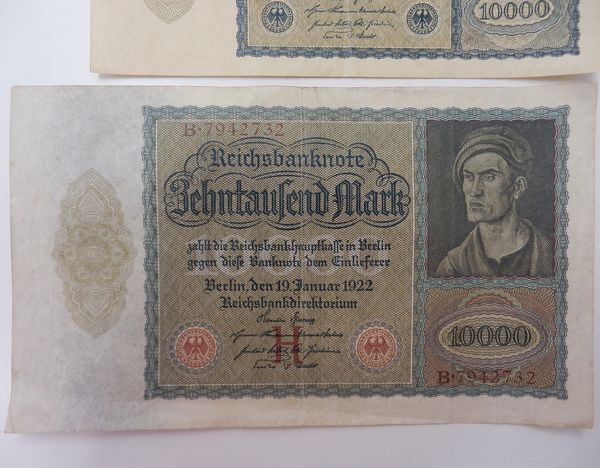 10000
B·7942732
Reichsbanknote
Zehntausend Mark
zahlt die Reichsbankhauptkasse in Berlin
gegen diese Banknote dem Einlieferer
Berlin, den 19. Januar 1922
Reichsbankdirektorium
H
10000
B·7942732